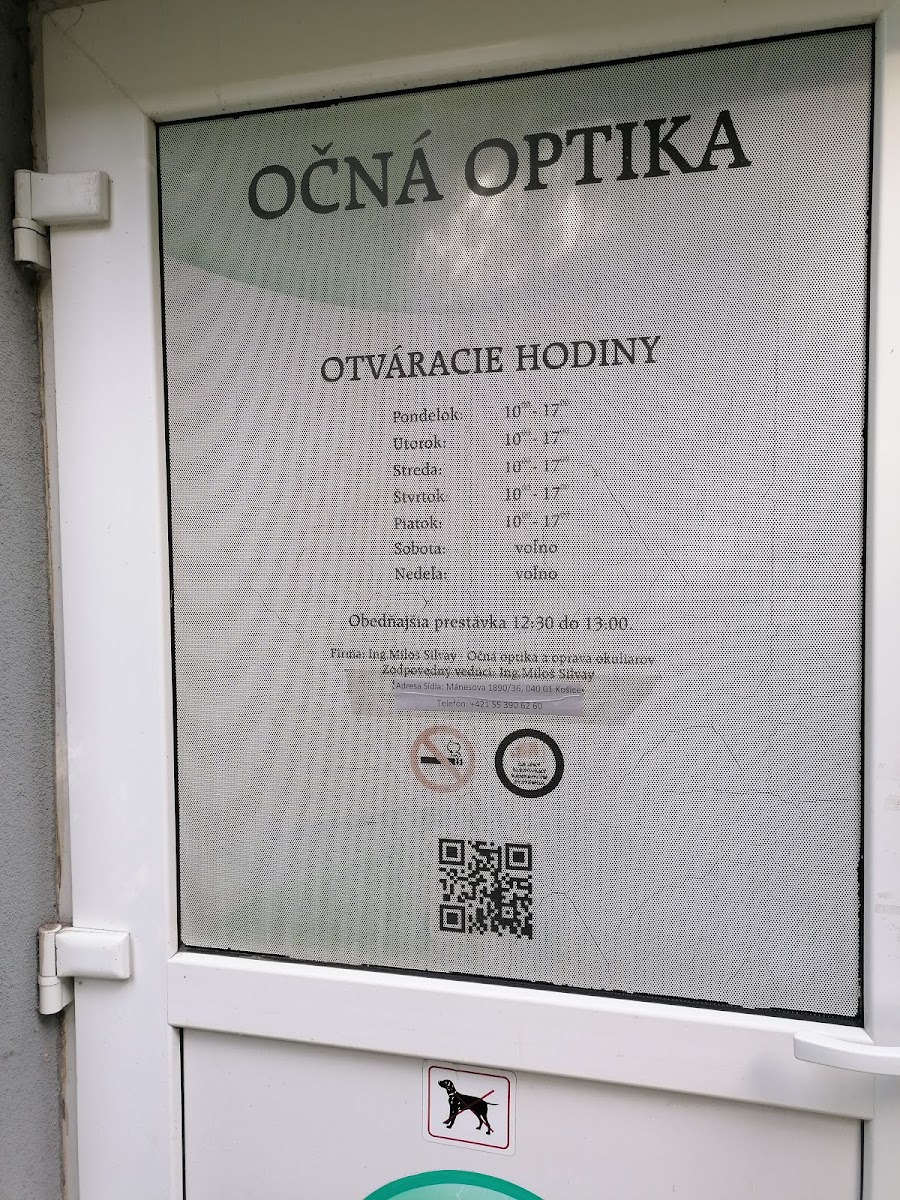 OČNÁ OPTIKA
OTVÁRACIE HODINY
Pondelok: 10⁰⁰ - 17⁰⁰
Utorok: 10⁰⁰ - 17⁰⁰
Streda: 10⁰⁰ - 17⁰⁰
Štvrtok 10⁰⁰ - 17⁰⁰
Piatok: 10⁰⁰ - 17⁰⁰
Sobota: voľno
Nedeľa: voľno
Obedňajšia prestávka 12:30 do 13:00
Firma: Ing.Miloš Silvay - Očná optika a oprava okuliarov
Zodpovedný vedúci: Ing.Miloš Silvay
Adresa Sídla: Mánesova 1890/36, 040 01 Košice
Telefón: +421 55 390 62 60